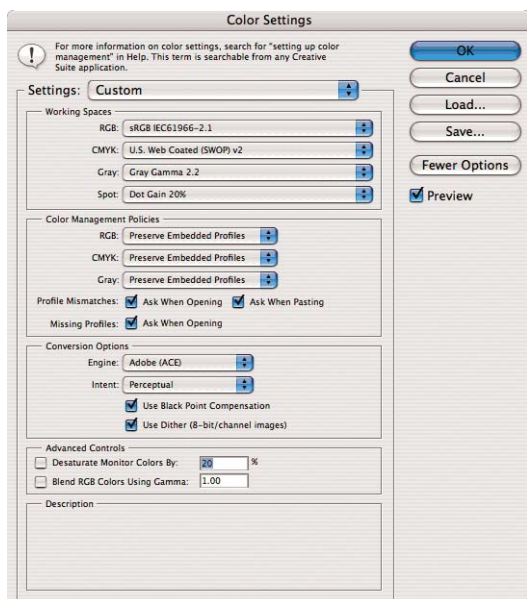 Color Settings
For more information on color settings, search for "setting up color
management" in Help. This term is searchable from any Creative
Suite application.
Settings: Custom
Working Spaces
RGB: sRGB IEC61966-2.1
CMYK: U.S. Web Coated (SWOP) v2
Gray: Gray Gamma 2.2
Spot: Dot Gain 20%
Color Management Policies
RGB: Preserve Embedded Profiles
CMYK: Preserve Embedded Profiles
Gray: Preserve Embedded Profiles
Profile Mismatches: Ask When Opening Ask When Pasting
Missing Profiles: Ask When Opening
Conversion Options
Engine: Adobe (ACE)
Intent: Perceptual
Use Black Point Compensation
Use Dither (8-bit/channel images)
Advanced Controls
Desaturate Monitor Colors By: 20 %
Blend RGB Colors Using Gamma: 1.00
Description
OK
Cancel
Load...
Save...
Fewer Options
Preview